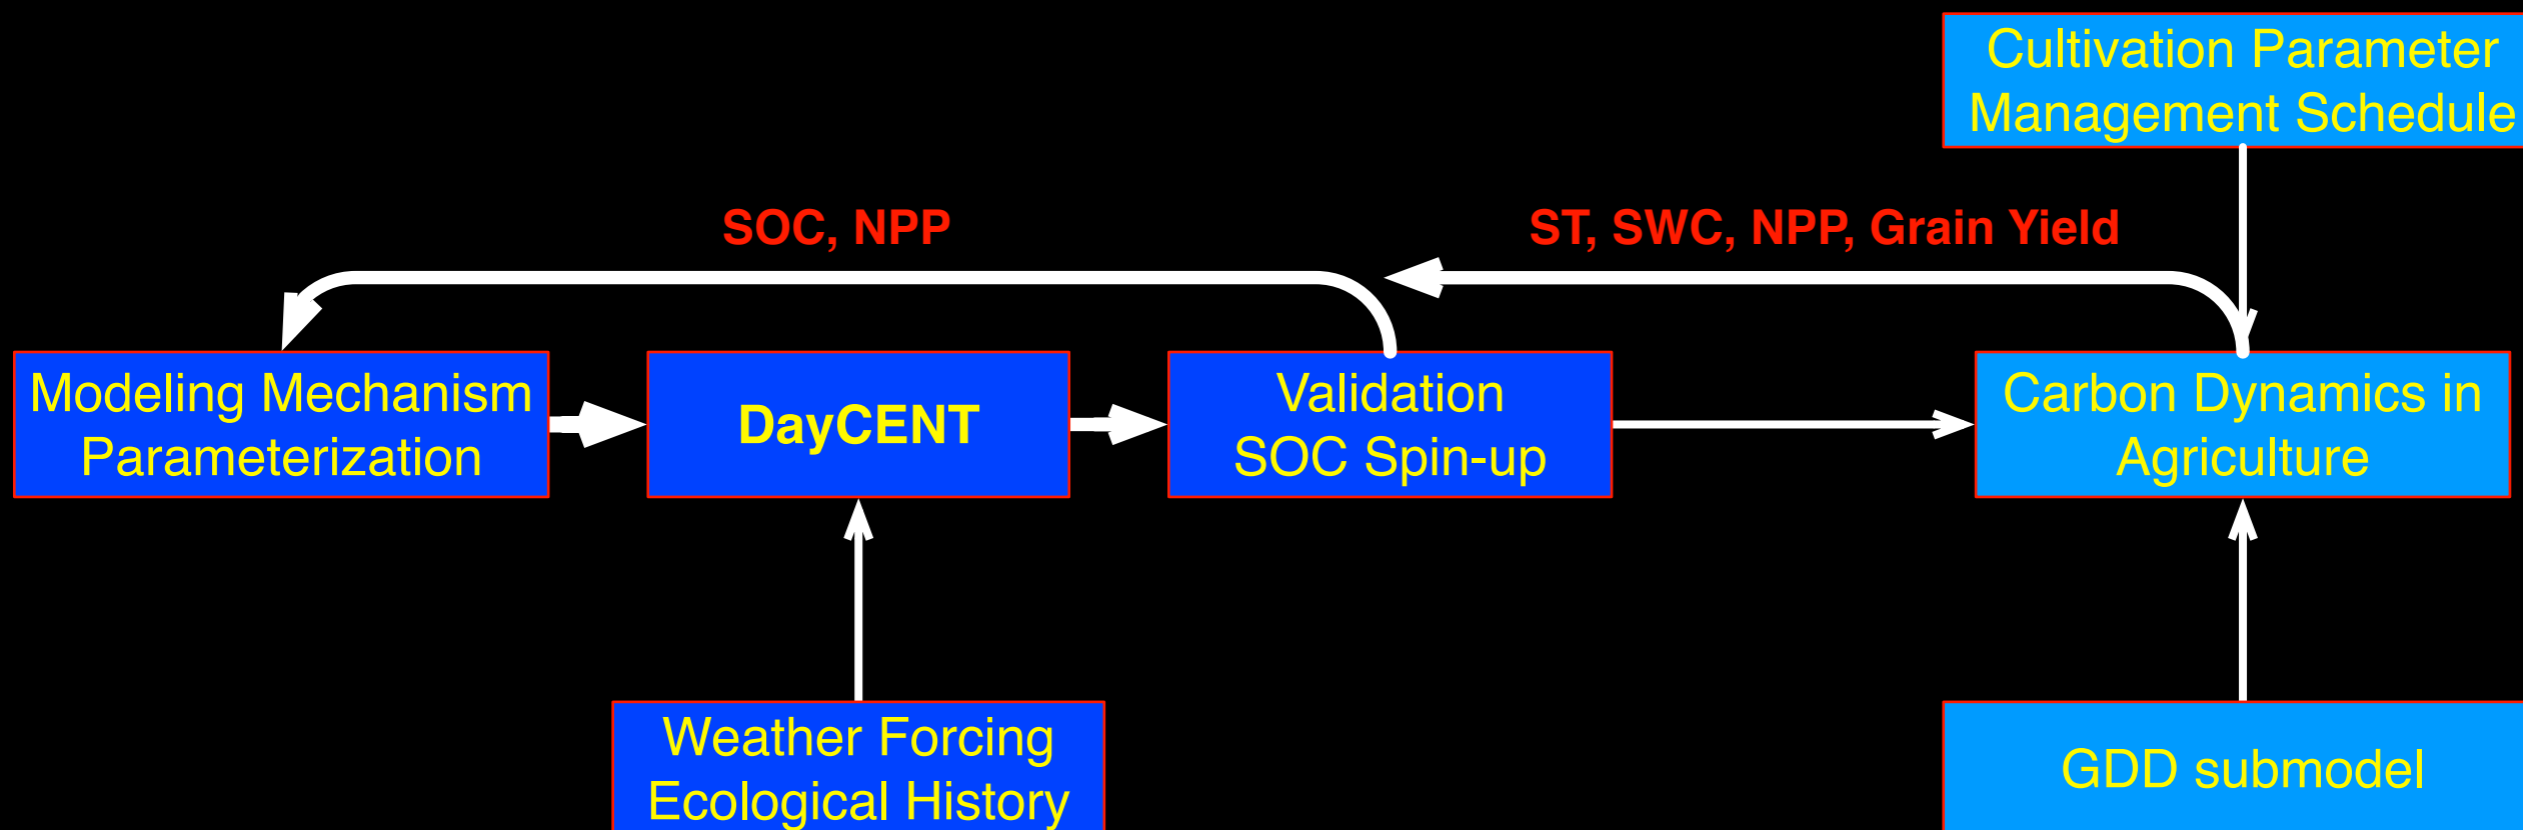 Cultivation Parameter
Management Schedule
SOC, NPP
ST, SWC, NPP, Grain Yield
Modeling Mechanism
Parameterization
DayCENT
Validation
SOC Spin-up
Carbon Dynamics in
Agriculture
Weather Forcing
Ecological History
GDD submodel